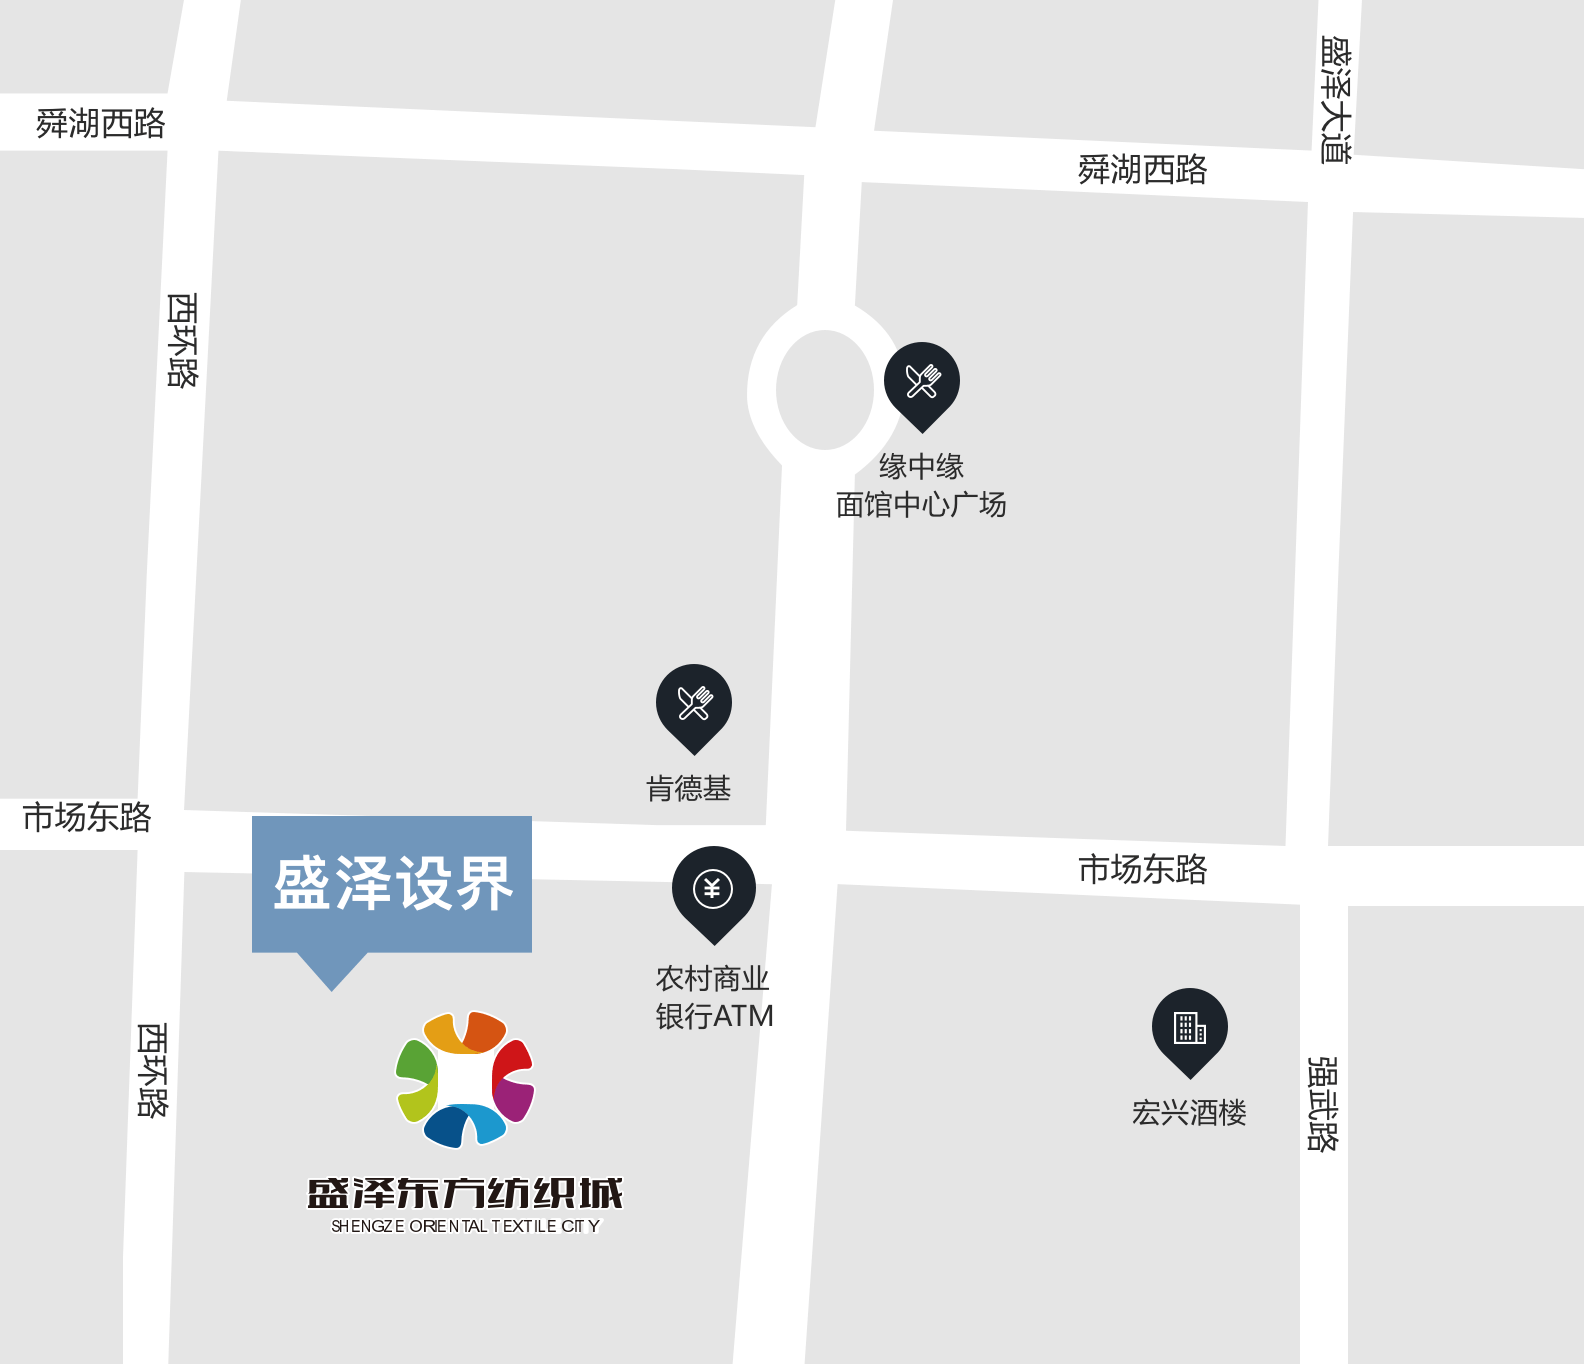 盛泽大道
舜湖西路
舜湖西路
西环路
缘中缘
面馆中心广场
肯德基
市场东路
盛泽设界
市场东路
农村商业
银行ATM
西环路
强武路
宏兴酒楼
盛泽东方纺织城
SHENGZE ORIENTAL TEXTILE CITY